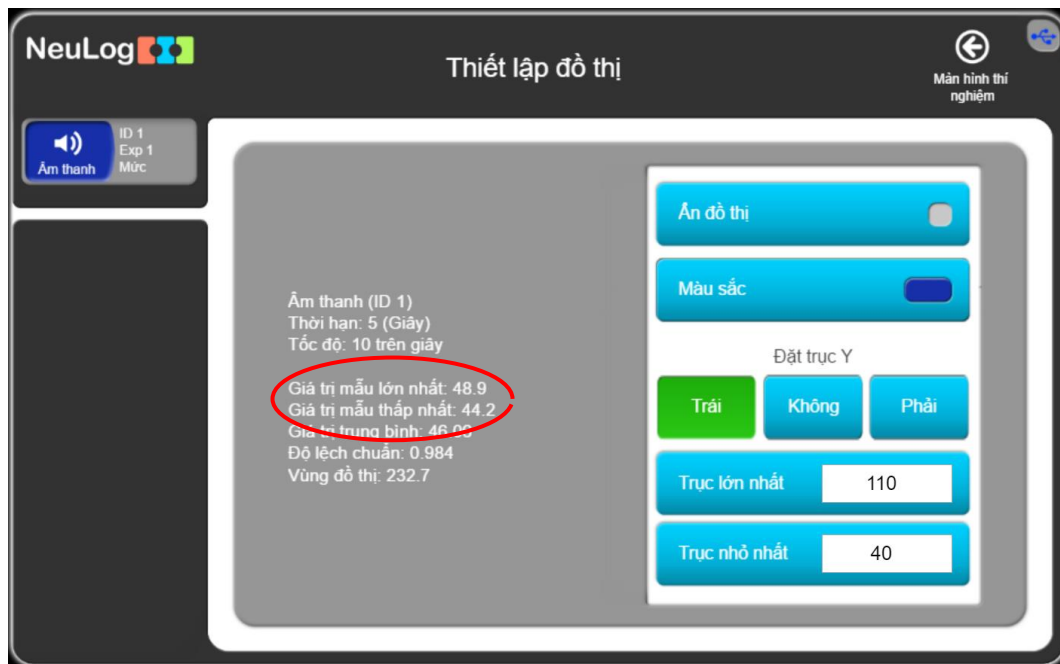 NeuLog
Thiết lập đồ thị
Màn hình thí
nghiệm
ID 1
Exp 1
Mức
Âm thanh
Ẩn đồ thị
Màu sắc
Âm thanh (ID 1)
Thời hạn: 5 (Giây)
Tốc độ: 10 trên giây
Giá trị mẫu lớn nhất: 48.9
Giá trị mẫu thấp nhất: 44.2
Giá trị trung bình:
Độ lệch chuẩn: 0.984
Vùng đồ thị: 232.7
Đặt trục Y
Trái
Không
Phải
Trục lớn nhất
110
Trục nhỏ nhất
40